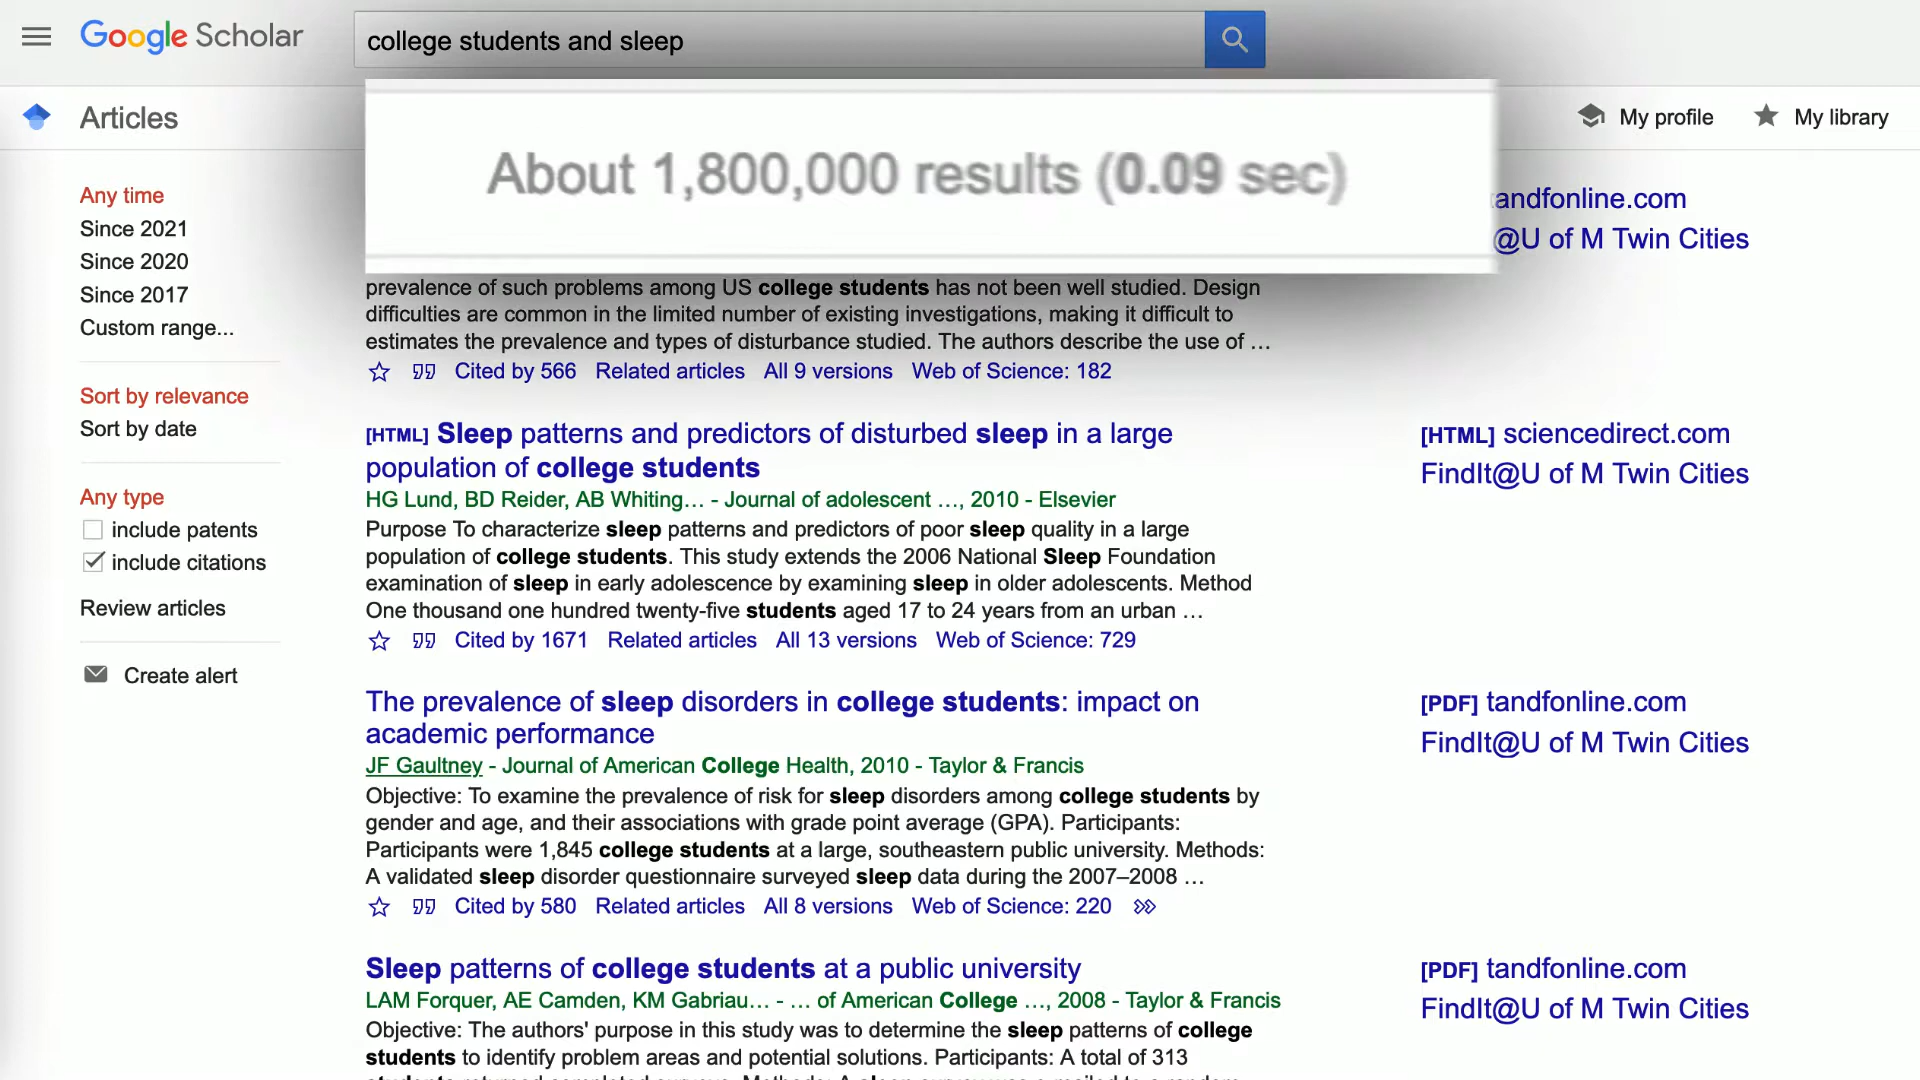 Google Scholar
college students and sleep
Articles
About 1,800,000 results (0.09 sec)
My profile
My library
Any time
Since 2021
Since 2020
Since 2017
Custom range...
Sort by relevance
Sort by date
Any type
include patents
include citations
Review articles
Create alert
tandfonline.com
@U of M Twin Cities
prevalence of such problems among US college students has not been well studied. Design
difficulties are common in the limited number of existing investigations, making it difficult to
estimates the prevalence and types of disturbance studied. The authors describe the use of …
Cited by 566 Related articles All 9 versions Web of Science: 182
[HTML] Sleep patterns and predictors of disturbed sleep in a large
population of college students
HG Lund, BD Reider, AB Whiting… - Journal of adolescent …, 2010 - Elsevier
Purpose To characterize sleep patterns and predictors of poor sleep quality in a large
population of college students. This study extends the 2006 National Sleep Foundation
examination of sleep in early adolescence by examining sleep in older adolescents. Method
One thousand one hundred twenty-five students aged 17 to 24 years from an urban …
Cited by 1671 Related articles All 13 versions Web of Science: 729
[HTML] sciencedirect.com
FindIt@U of M Twin Cities
The prevalence of sleep disorders in college students: impact on
academic performance
JF Gaultney - Journal of American College Health, 2010 - Taylor & Francis
Objective: To examine the prevalence of risk for sleep disorders among college students by
gender and age, and their associations with grade point average (GPA). Participants:
Participants were 1,845 college students at a large, southeastern public university. Methods:
A validated sleep disorder questionnaire surveyed sleep data during the 2007–2008 …
Cited by 580 Related articles All 8 versions Web of Science: 220
[PDF] tandfonline.com
FindIt@U of M Twin Cities
Sleep patterns of college students at a public university
LAM Forquer, AE Camden, KM Gabriau… - … of American College …, 2008 - Taylor & Francis
Objective: The authors' purpose in this study was to determine the sleep patterns of college
students to identify problem areas and potential solutions. Participants: A total of 313
[PDF] tandfonline.com
FindIt@U of M Twin Cities